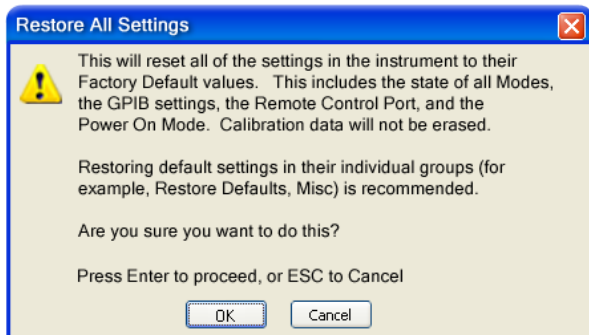 Restore All Settings
This will reset all of the settings in the instrument to their
Factory Default values.   This includes the state of all Modes,
the GPIB settings, the Remote Control Port, and the
Power On Mode.  Calibration data will not be erased.
Restoring default settings in their individual groups (for
example, Restore Defaults, Misc) is recommended.
Are you sure you want to do this?
Press Enter to proceed, or ESC to Cancel
OK
Cancel